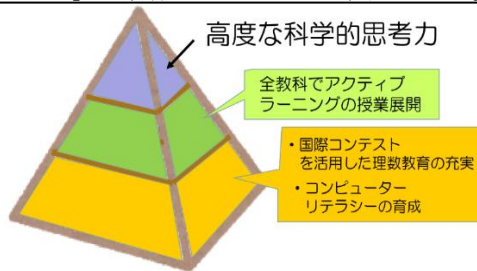 高度な科学的思考力
全教科でアクティブ
ラーニングの授業展開
・国際コンテスト
を活用した理数教育の充実
・コンピューター
リテラシーの育成